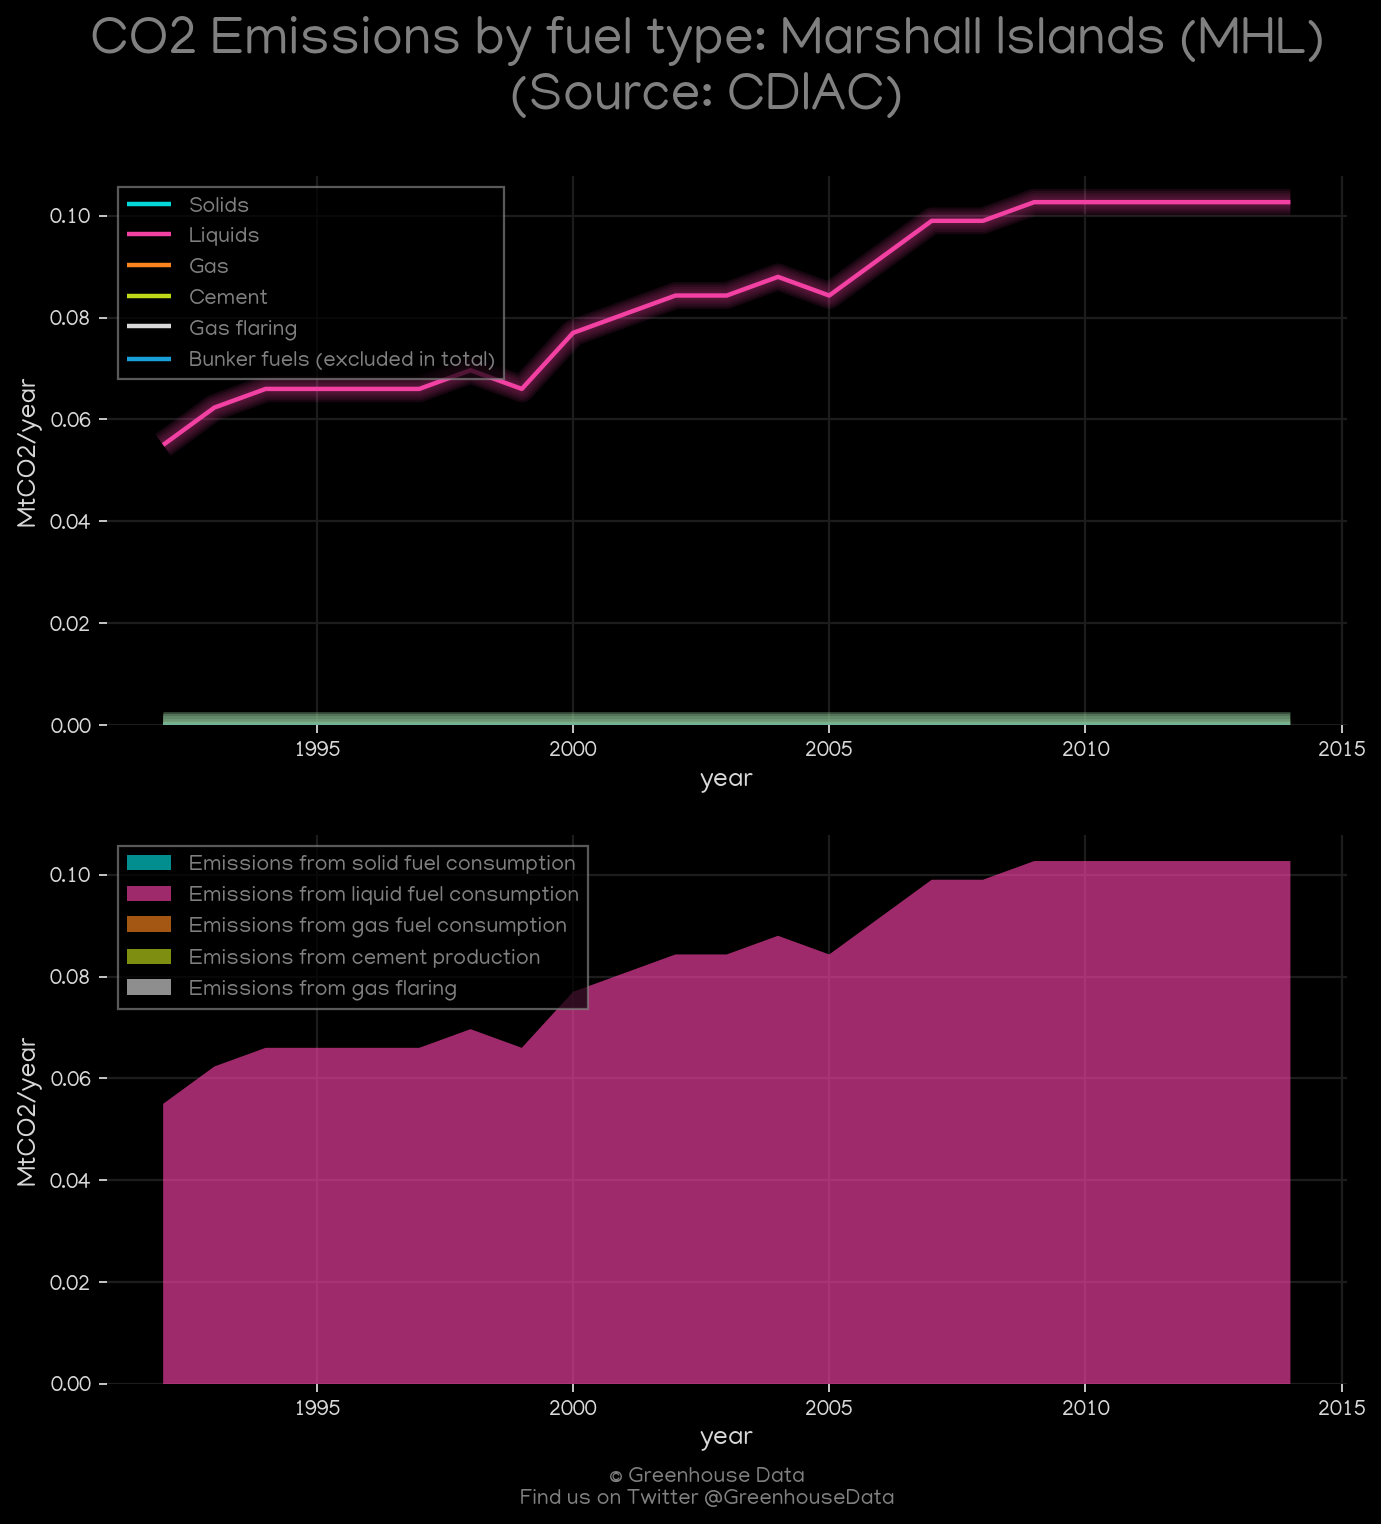 CO2 Emissions by fuel type: Marshall Islands (MHL)
(Source: CDIAC)
Solids
Liquids
Gas
Cement
Gas flaring
Bunker fuels (excluded in total)
MtCO2/year
0.10
0.08
0.06
0.04
0.02
0.00
1995
2000
2005
2010
2015
year
Emissions from solid fuel consumption
Emissions from liquid fuel consumption
Emissions from gas fuel consumption
Emissions from cement production
Emissions from gas flaring
MtCO2/year
0.10
0.08
0.06
0.04
0.02
0.00
1995
2000
2005
2010
2015
year
© Greenhouse Data
Find us on Twitter @GreenhouseData